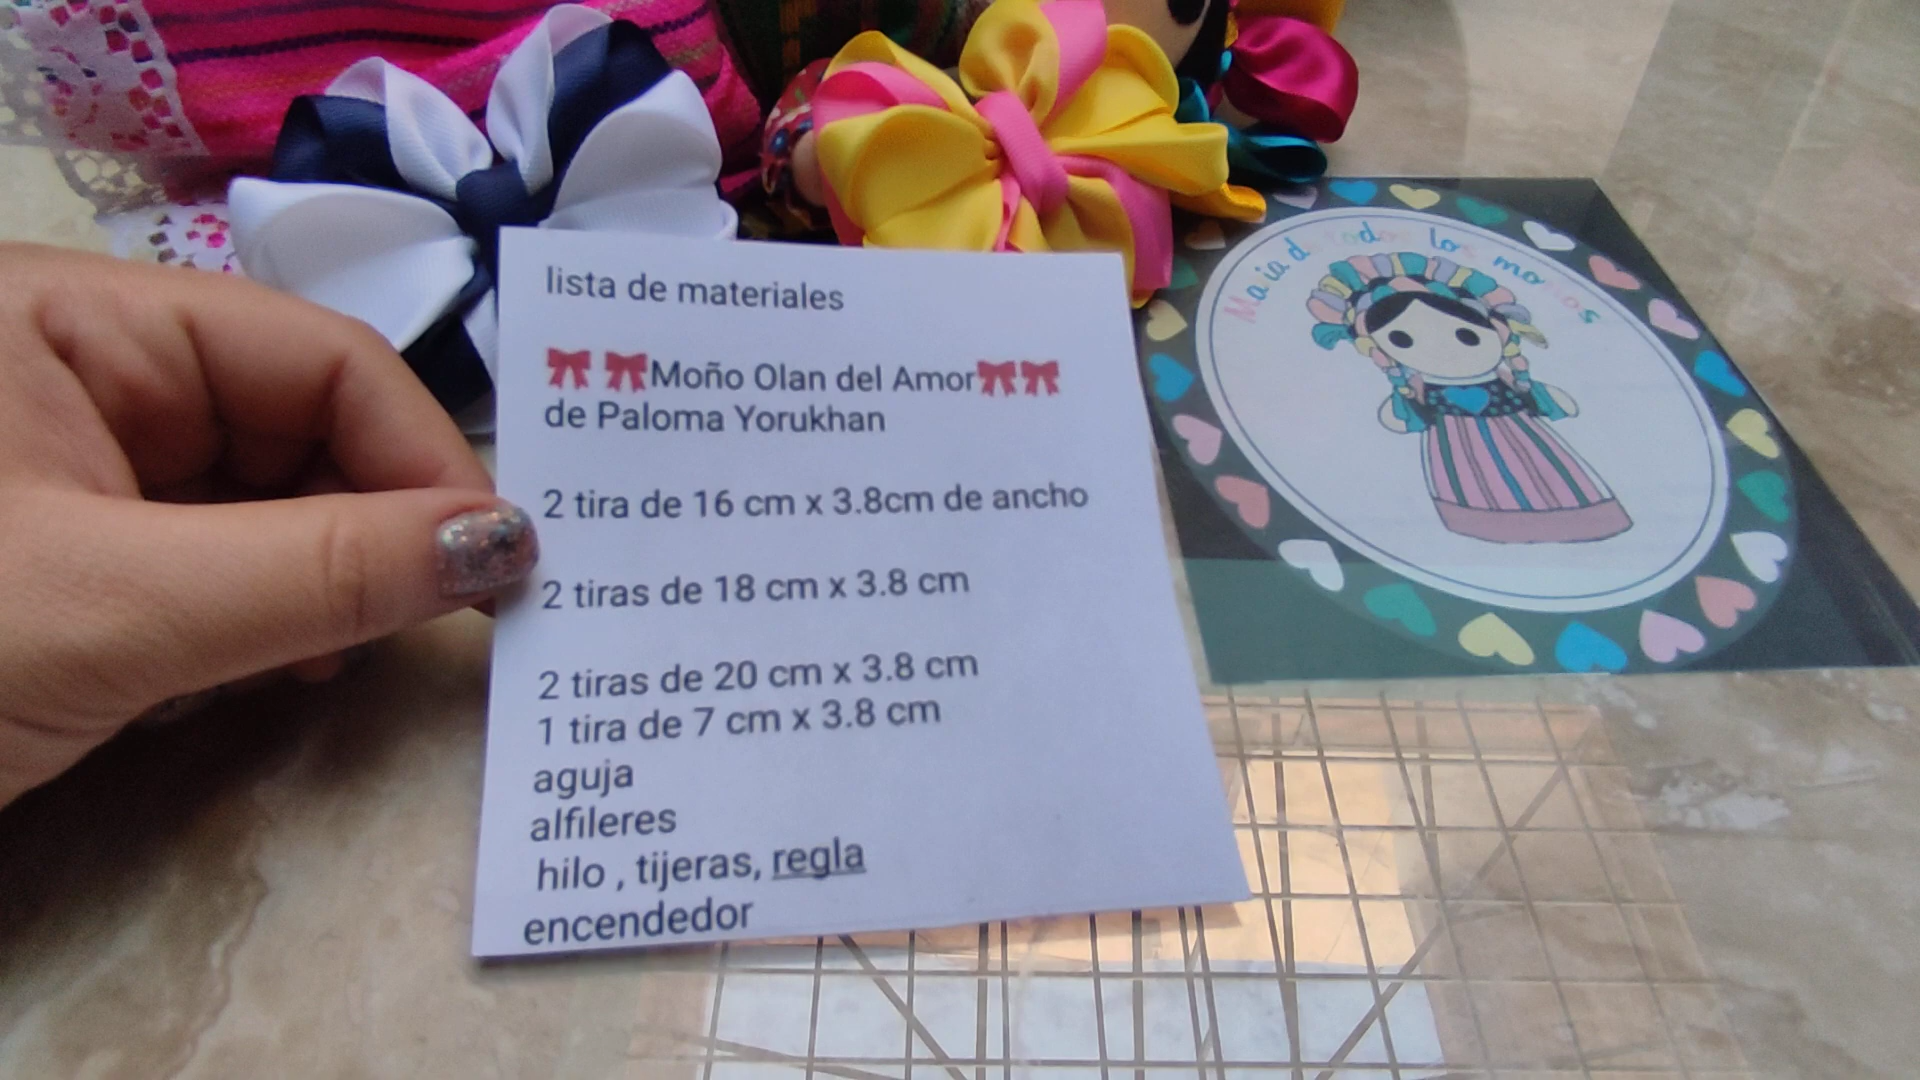 lista de materiales
🎀 🎀Moño Olan del Amor🎀🎀
de Paloma Yorukhan
2 tira de 16 cm x 3.8cm de ancho
2 tiras de 18 cm x 3.8 cm
2 tiras de 20 cm x 3.8 cm
1 tira de 7 cm x 3.8 cm
aguja
alfileres
hilo , tijeras, regla
encendedor